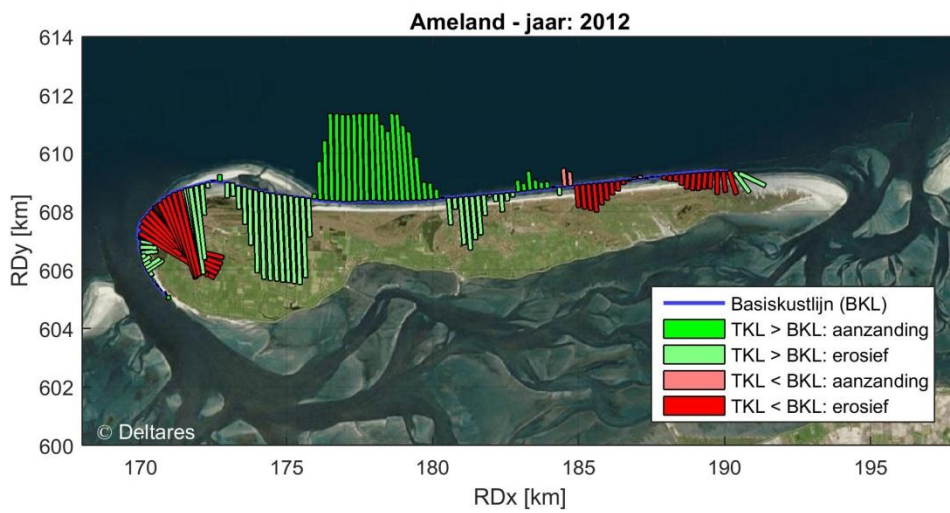 Ameland - jaar: 2012
614
612
610
608
606
604
602
600
RDy [km]
Basiskustlijn (BKL)
TKL > BKL: aanzanding
TKL > BKL: erosief
TKL < BKL: aanzanding
TKL < BKL: erosief
© Deltares
170
175
180
185
190
195
RDx [km]